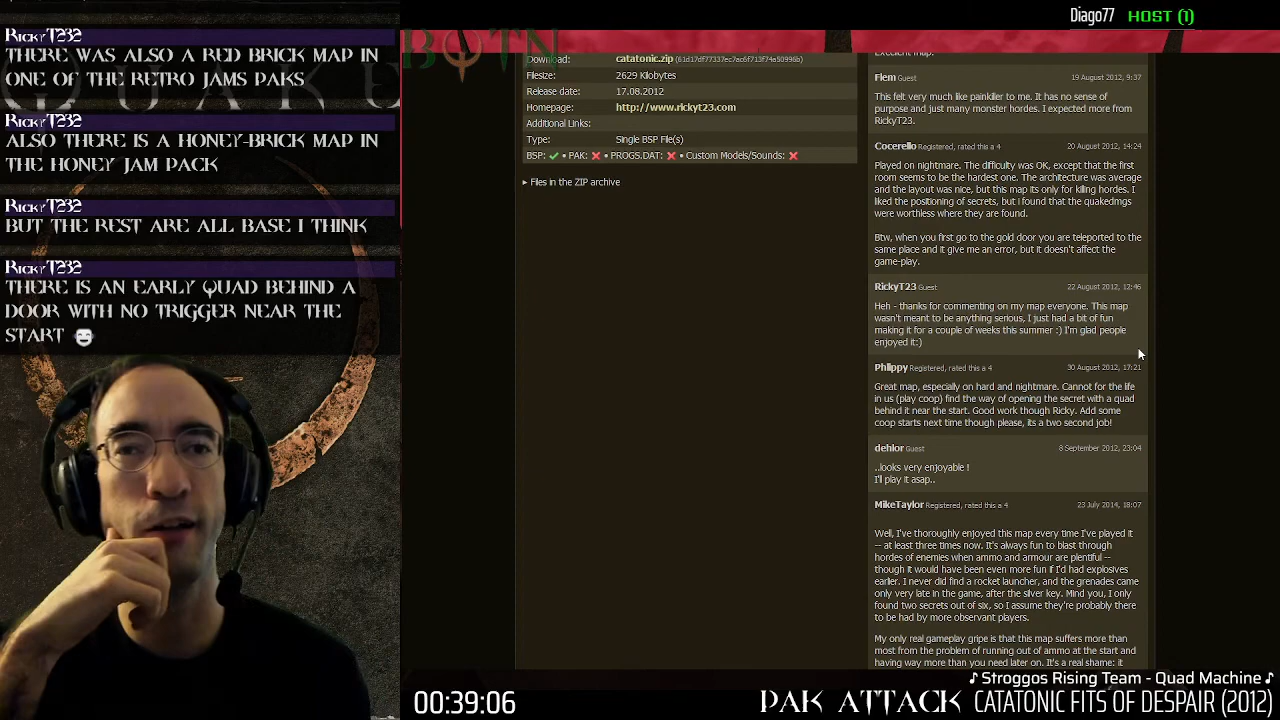 Diago77 HOST (1)
BOTN
QUAKE
RickyT232
THERE WAS ALSO A RED BRICK MAP IN
ONE OF THE RETRO JAMS PAKS
RickyT232
ALSO THERE IS A HONEY-BRICK MAP IN
THE HONEY JAM PACK
RickyT232
BUT THE REST ARE ALL BASE I THINK
RickyT232
THERE IS AN EARLY QUAD BEHIND A
DOOR WITH NO TRIGGER NEAR THE
START
Download: catatonic.zip (61d17df77337ec7ac6f713f74a50996b)
Filesize: 2629 Kilobytes
Release date: 17.08.2012
Homepage: http://www.rickyt23.com
Additional Links:
Type: Single BSP File(s)
BSP: ✔ • PAK: ✖ • PROGS.DAT: ✖ • Custom Models/Sounds: ✖
▸ Files in the ZIP archive
Excellent map.
Flem Guest 19 August 2012, 9:37
This felt very much like painkiller to me. It has no sense of
purpose and just many monster hordes. I expected more from
RickyT23.
Cocerello Registered, rated this a 4 20 August 2012, 14:24
Played on nightmare. The difficulty was OK, except that the first
room seems to be the hardest one. The architecture was average
and the layout was nice, but this map its only for killing hordes. I
liked the positioning of secrets, but i found that the quakedmgs
were worthless where they are found.
Btw, when you first go to the gold door you are teleported to the
same place and it give me an error, but it doesn't affect the
game-play.
RickyT23 Guest 22 August 2012, 12:46
Heh - thanks for commenting on my map everyone. This map
wasn't meant to be anything serious, I just had a bit of fun
making it for a couple of weeks this summer :) I'm glad people
enjoyed it:)
Phlippy Registered, rated this a 4 30 August 2012, 17:21
Great map, especially on hard and nightmare. Cannot for the life
in us (play coop) find the way of opening the secret with a quad
behind it near the start. Good work though Ricky. Add some
coop starts next time though please, its a two second job!
dehlor Guest 8 September 2012, 23:04
..looks very enjoyable !
I'll play it asap..
MikeTaylor Registered, rated this a 4 23 July 2014, 18:07
Well, I've thoroughly enjoyed this map every time I've played it
-- at least three times now. It's always fun to blast through
hordes of enemies when ammo and armour are plentiful --
though it would have been even more fun if I'd had explosives
earlier. I never did find a rocket launcher, and the grenades came
only very late in the game, after the silver key. Mind you, I only
found two secrets out of six, so I assume they're probably there
to be had by more observant players.
My only real gameplay gripe is that this map suffers more than
most from the problem of running out of ammo at the start and
having way more than you need later on. It's a real shame: it
♪ Stroggos Rising Team - Quad Machine ♪
00:39:06
PAK ATTACK CATATONIC FITS OF DESPAIR (2012)